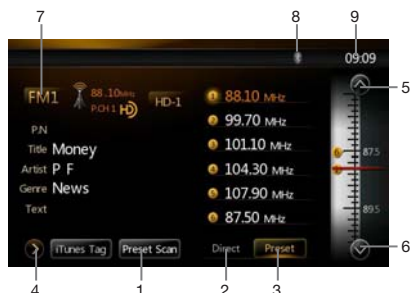 7 8 9
09:09
FM1 88.10MHz HD-1
P.CH 1 HD
1 88.10 MHz
2 99.70 MHz
3 101.10 MHz
4 104.30 MHz
5 107.90 MHz
6 87.50 MHz
P.N
Title Money
Artist P F
Genre News
Text
iTunes Tag Preset Scan Direct Preset
5
6 87.5
89.5
6
4 1 2 3